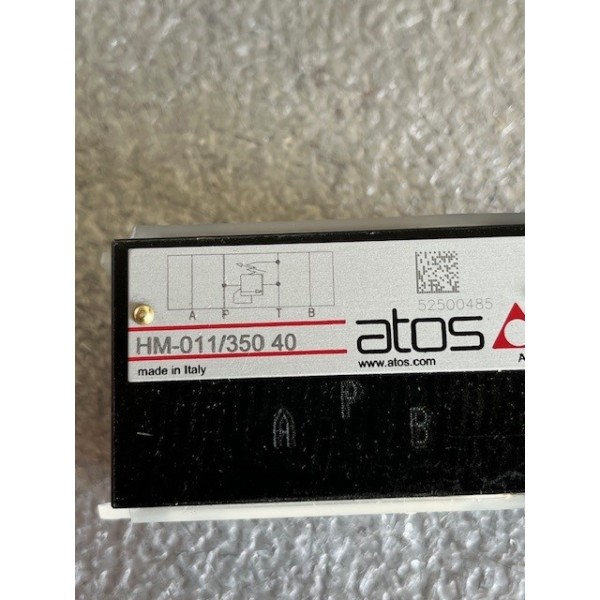 A P T B
52500485
HM-011/350 40
atos
made in Italy
www.atos.com
A
P
A B